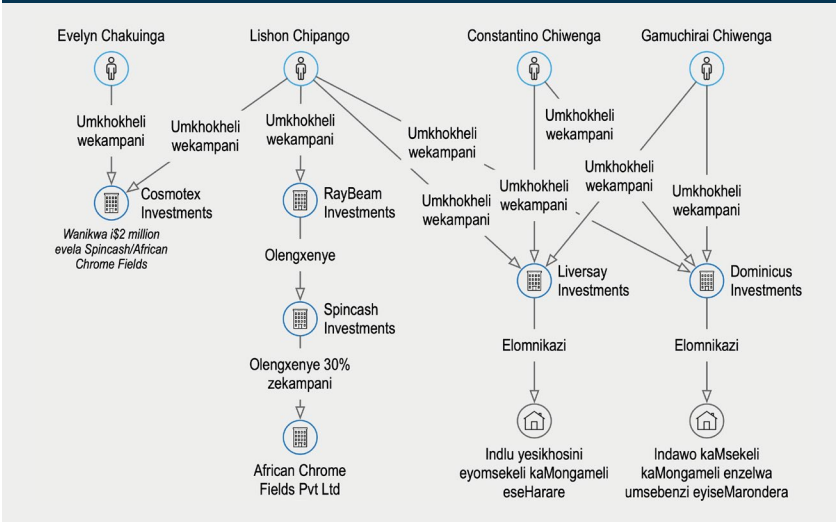 Evelyn Chakuinga
Lishon Chipango
Constantino Chiwenga
Gamuchirai Chiwenga
Umkhokheli
wekampani
Umkhokheli
wekampani
Umkhokheli
wekampani
Umkhokheli
wekampani
Umkhokheli
wekampani
Umkhokheli
wekampani
Umkhokheli
wekampani
Umkhokheli
wekampani
Umkhokheli
wekampani
Cosmotex
Investments
Wanikwa i$2 million
evela Spincash/African
Chrome Fields
RayBeam
Investments
Olengxenye
Spincash
Investments
Olengxenye 30%
zekampani
African Chrome
Fields Pvt Ltd
Liversay
Investments
Elomnikazi
Indlu yesikhosini
eyomsekeli kaMongameli
eseHarare
Dominicus
Investments
Elomnikazi
Indawo kaMsekeli
kaMongameli enzelwa
umsebenzi eyiseMarondera